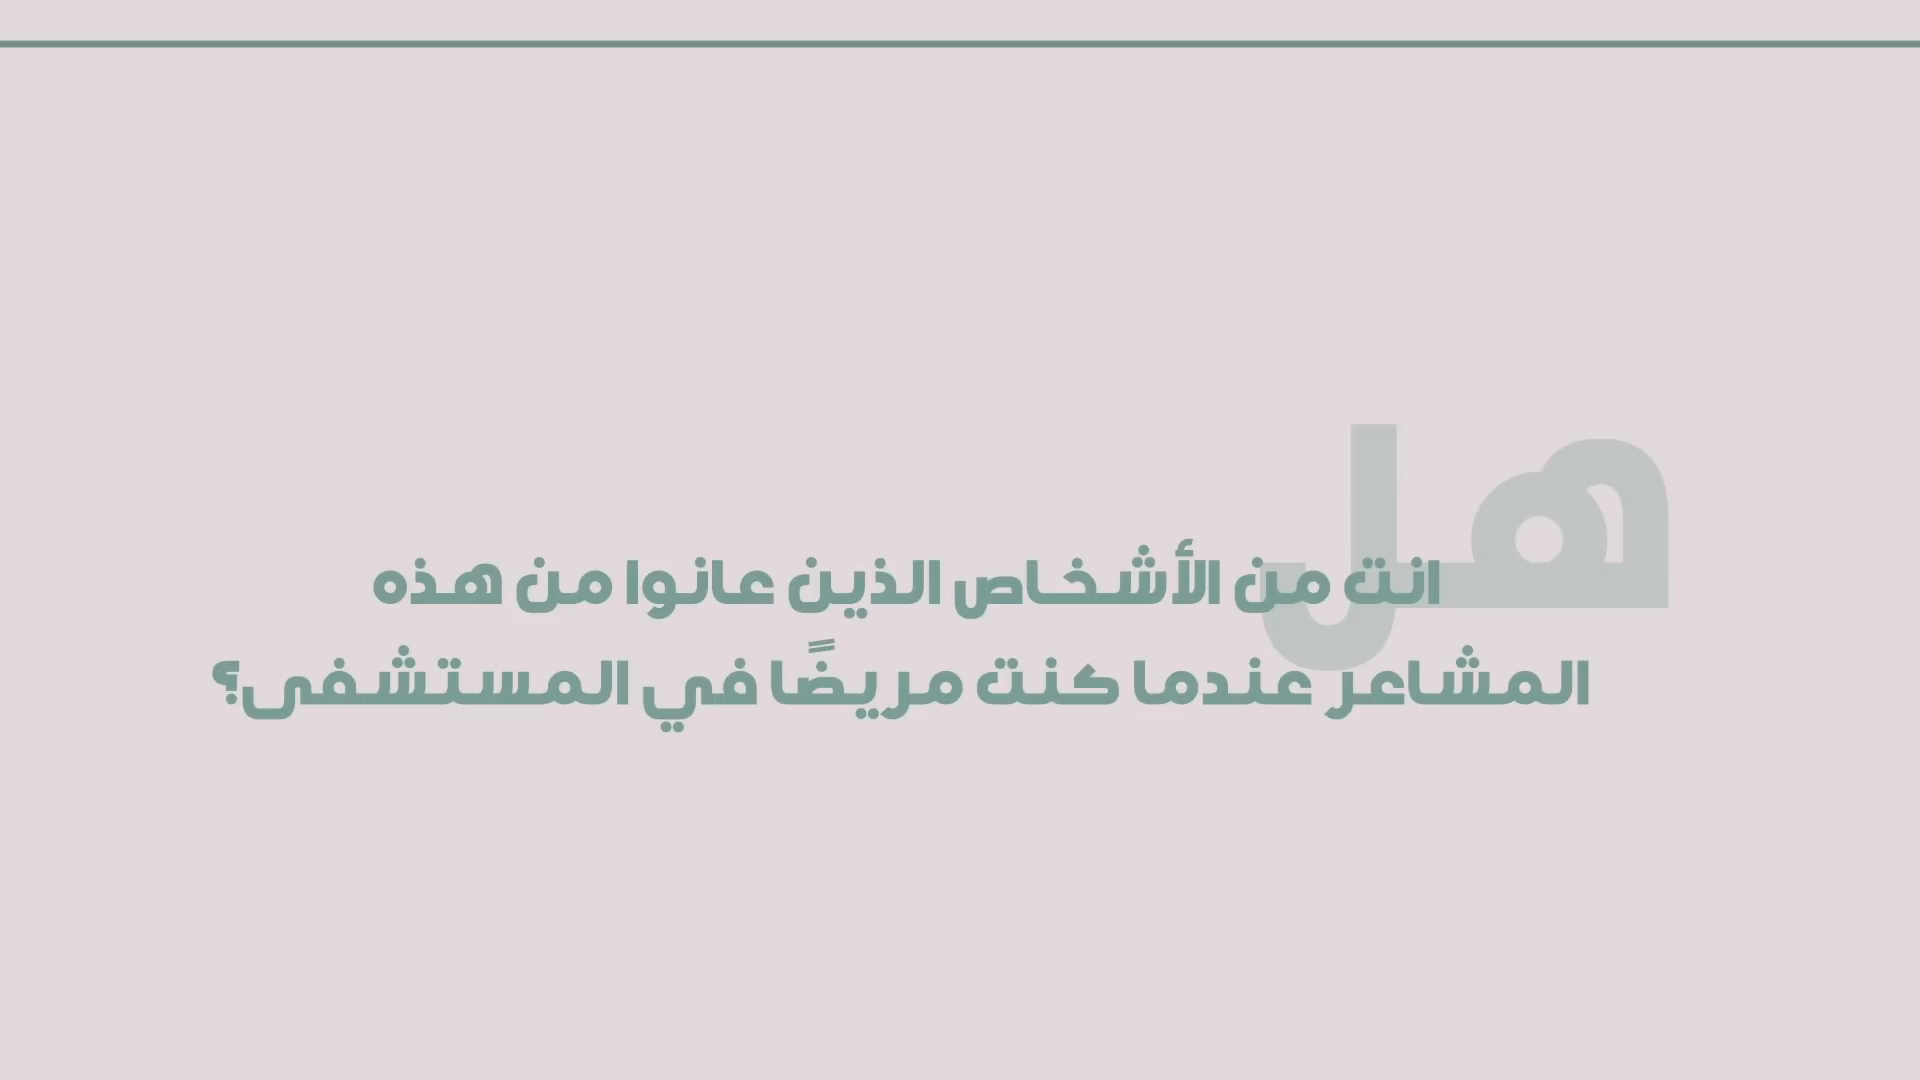 هل
انت من الأشخاص الذين عانوا من هذه
المشاعر عندما كنت مريضًا في المستشفى؟